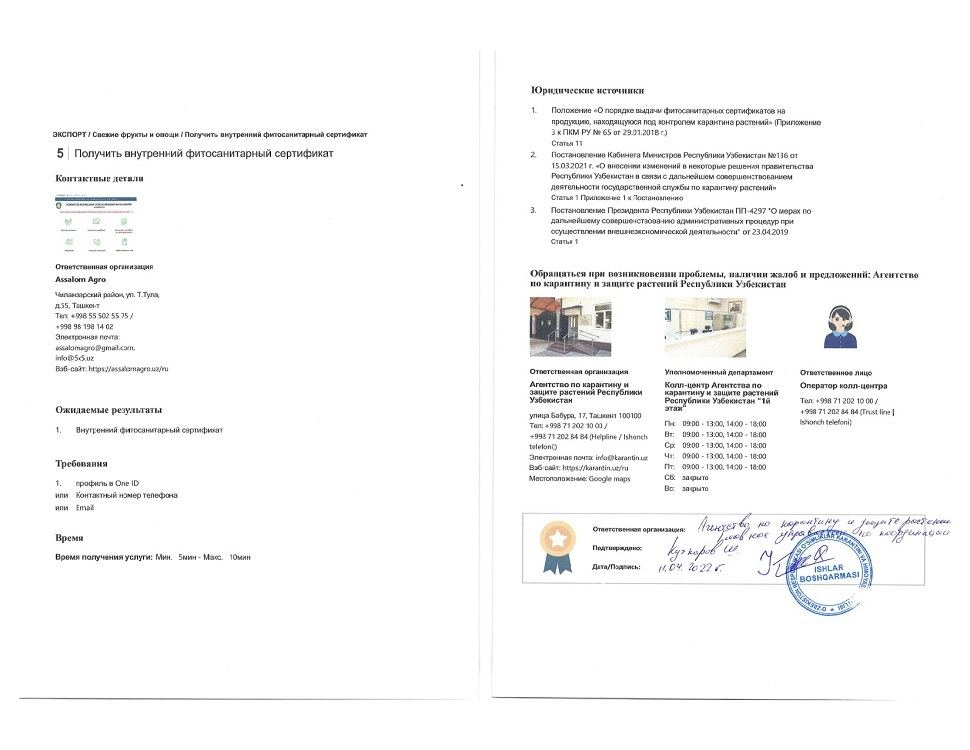 ЭКСПОРТ / Свежие фрукты и овощи / Получить внутренний фитосанитарный сертификат
5 Получить внутренний фитосанитарный сертификат
Контактные детали
Ответственная организация
Assalom Agro
Чиланзарский район, ул. Т.Тула,
д.55, Ташкент
Тел: +998 55 502 55 75 /
+998 98 198 14 02
Электронная почта:
assalomagro@gmail.com,
info@5x5.uz
Вэб-сайт: https://assalomagro.uz/ru
Ожидаемые результаты
1. Внутренний фитосанитарный сертификат
Требования
1. профиль в One ID
или Контактный номер телефона
или Email
Время
Время получения услуги: Мин. 5мин - Макс. 10мин
Юридические источники
1. Положение «О порядке выдачи фитосанитарных сертификатов на
продукцию, находящуюся под контролем карантина растений» (Приложение
3 к ПКМ РУ № 65 от 29.01.2018 г.)
Статья 11
2. Постановление Кабинета Министров Республики Узбекистан №136 от
15.03.2021 г. «О внесении изменений в некоторые решения правительства
Республики Узбекистан в связи с дальнейшем совершенствованием
деятельности государственной службы по карантину растений»
Статья 1 Приложение 1 к Постановлению
3. Постановление Президента Республики Узбекистан ПП-4297 "О мерах по
дальнейшему совершенствованию административных процедур при
осуществлении внешнеэкономической деятельности" от 23.04.2019
Статья 1
Обращаться при возникновении проблемы, наличии жалоб и предложений: Агентство
по карантину и защите растений Республики Узбекистан
Ответственная организация
Агентство по карантину и
защите растений Республики
Узбекистан
улица Бабура, 17, Ташкент 100100
Тел: +998 71 202 10 00 /
+998 71 202 84 84 (Helpline / Ishonch
telefoni)
Электронная почта: info@karantin.uz
Вэб-сайт: https://karantin.uz/ru
Местоположение: Google maps
Уполномоченный департамент
Колл-центр Агентства по
карантину и защите растений
Республики Узбекистан "1й
этаж"
Пн: 09:00 - 13:00, 14:00 - 18:00
Вт: 09:00 - 13:00, 14:00 - 18:00
Ср: 09:00 - 13:00, 14:00 - 18:00
Чт: 09:00 - 13:00, 14:00 - 18:00
Пт: 09:00 - 13:00, 14:00 - 18:00
Сб: закрыто
Вс: закрыто
Ответственное лицо
Оператор колл-центра
Тел: +998 71 202 10 00 /
+998 71 202 84 84 (Trust line |
Ishonch telefoni)
Ответственная организация: Агентство по карантину и защите растений
Главное управление по координации
Подтверждено: Кучкаров Ш.
Дата/Подпись: 11.04.2022 г.
ISHLAR
BOSHQARMASI